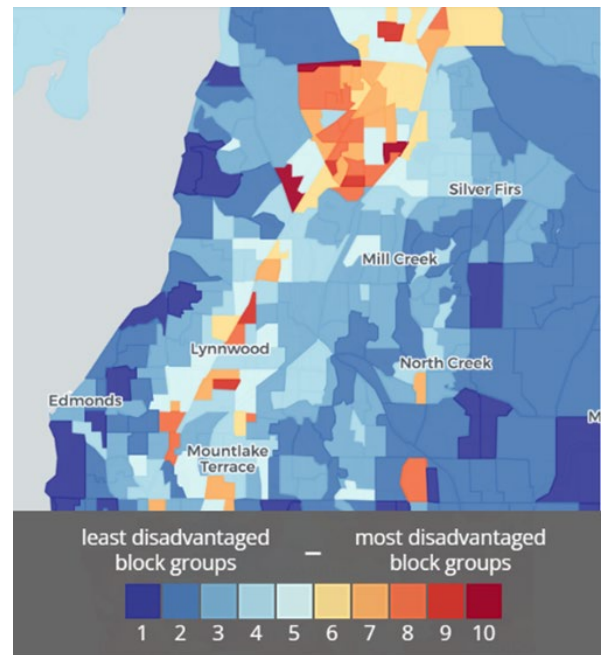 Silver Firs
Mill Creek
Lynnwood
North Creek
Edmonds
M
Mountlake
Terrace
least disadvantaged
block groups
–
most disadvantaged
block groups
1 2 3 4 5 6 7 8 9 10